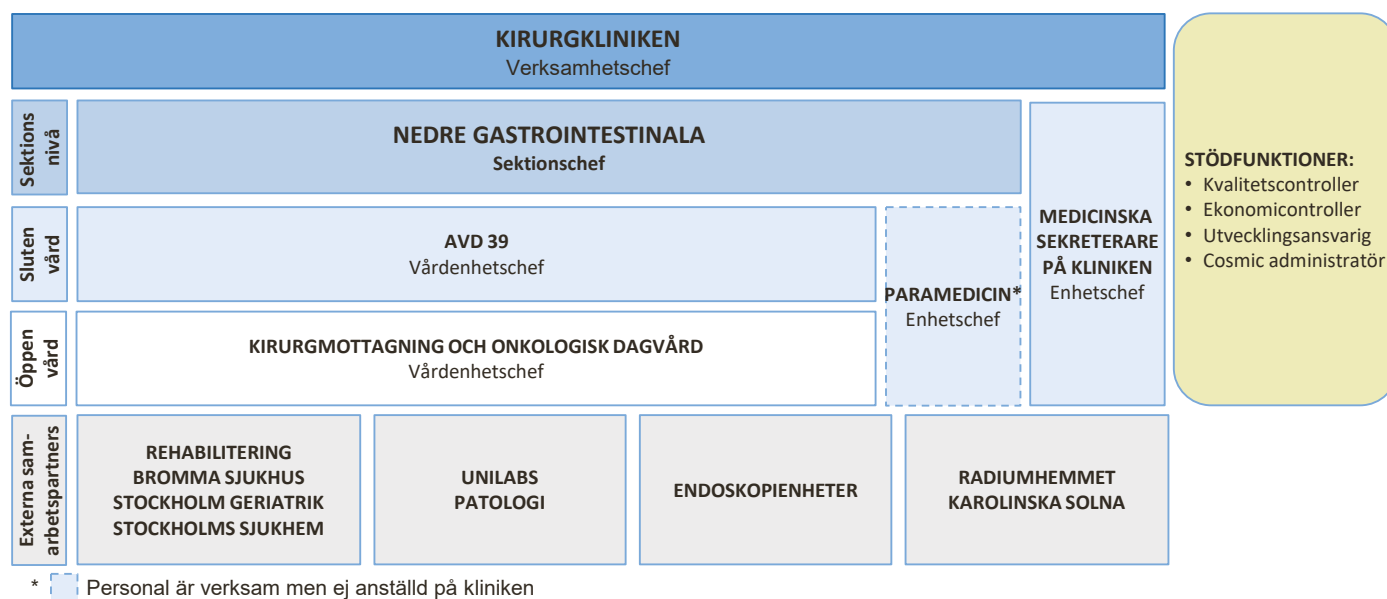 KIRURGKLINIKEN
Verksamhetschef
Sektions
nivå
NEDRE GASTROINTESTINALA
Sektionschef
Sluten
vård
AVD 39
Vårdenhetschef
PARAMEDICIN*
Enhetschef
MEDICINSKA
SEKRETERARE
PÅ KLINIKEN
Enhetschef
STÖDFUNKTIONER:
• Kvalitetscontroller
• Ekonomicontroller
• Utvecklingsansvarig
• Cosmic administratör
Öppen
vård
KIRURGMOTTAGNING OCH ONKOLOGISK DAGVÅRD
Vårdenhetschef
Externa sam-
arbetspartners
REHABILITERING
BROMMA SJUKHUS
STOCKHOLM GERIATRIK
STOCKHOLMS SJUKHEM
UNILABS
PATOLOGI
ENDOSKOPIENHETER
RADIUMHEMMET
KAROLINSKA SOLNA
* Personal är verksam men ej anställd på kliniken